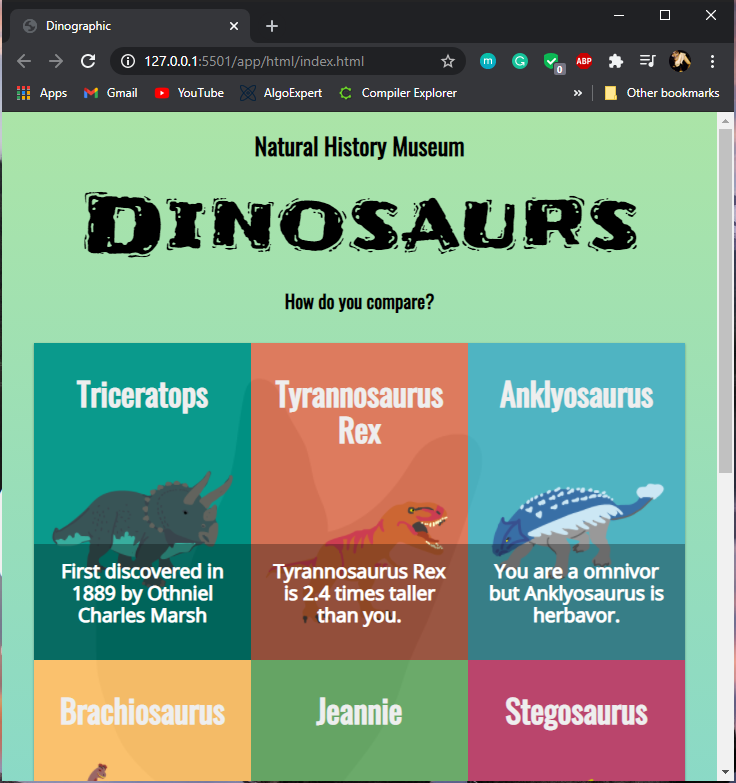 Dinographic
127.0.0.1:5501/app/html/index.html
m
G
0
ABP
Apps
Gmail
YouTube
AlgoExpert
Compiler Explorer
»
Other bookmarks
Natural History Museum
DINOSAURS
How do you compare?
Triceratops
Tyrannosaurus
Rex
Anklyosaurus
First discovered in
1889 by Othniel
Charles Marsh
Tyrannosaurus Rex
is 2.4 times taller
than you.
You are a omnivor
but Anklyosaurus is
herbavor.
Brachiosaurus
Jeannie
Stegosaurus